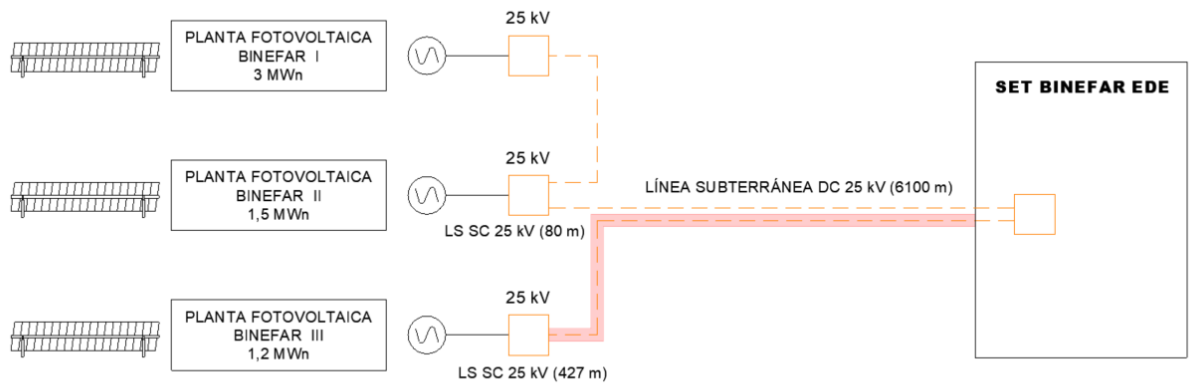 25 kV
PLANTA FOTOVOLTAICA
BINEFAR I
3 MWn
SET BINEFAR EDE
25 kV
PLANTA FOTOVOLTAICA
BINEFAR II
1,5 MWn
LÍNEA SUBTERRÁNEA DC 25 kV (6100 m)
LS SC 25 kV (80 m)
25 kV
PLANTA FOTOVOLTAICA
BINEFAR III
1,2 MWn
LS SC 25 kV (427 m)